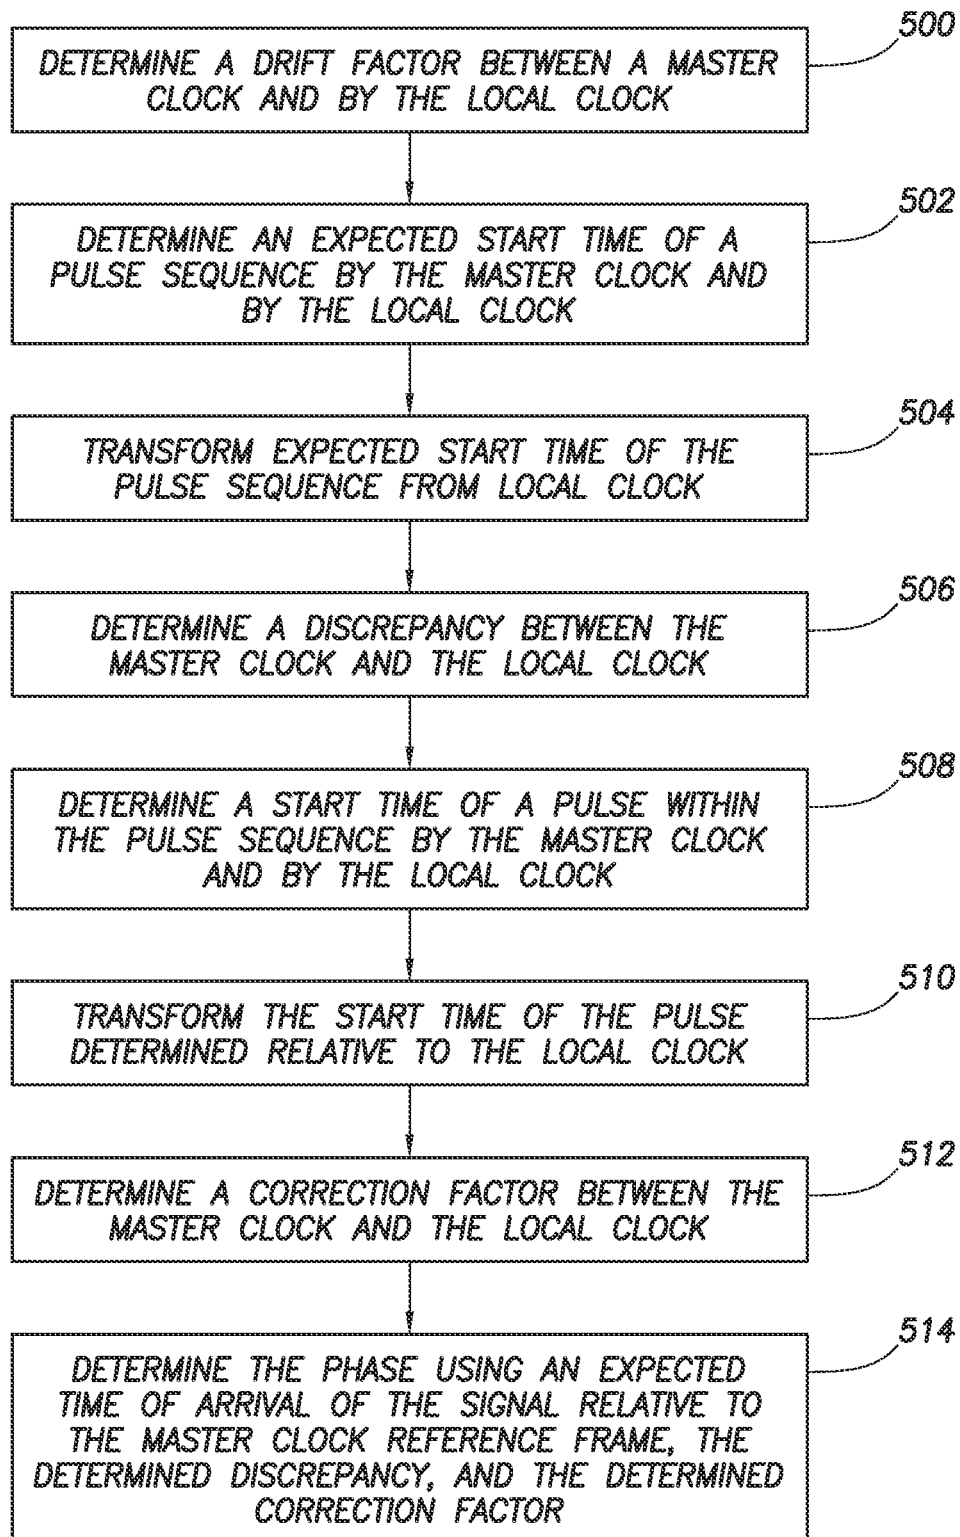 500
DETERMINE A DRIFT FACTOR BETWEEN A MASTER
CLOCK AND BY THE LOCAL CLOCK
502
DETERMINE AN EXPECTED START TIME OF A
PULSE SEQUENCE BY THE MASTER CLOCK AND
BY THE LOCAL CLOCK
504
TRANSFORM EXPECTED START TIME OF THE
PULSE SEQUENCE FROM LOCAL CLOCK
506
DETERMINE A DISCREPANCY BETWEEN THE
MASTER CLOCK AND THE LOCAL CLOCK
508
DETERMINE A START TIME OF A PULSE WITHIN
THE PULSE SEQUENCE BY THE MASTER CLOCK
AND BY THE LOCAL CLOCK
510
TRANSFORM THE START TIME OF THE PULSE
DETERMINED RELATIVE TO THE LOCAL CLOCK
512
DETERMINE A CORRECTION FACTOR BETWEEN THE
MASTER CLOCK AND THE LOCAL CLOCK
514
DETERMINE THE PHASE USING AN EXPECTED
TIME OF ARRIVAL OF THE SIGNAL RELATIVE TO
THE MASTER CLOCK REFERENCE FRAME, THE
DETERMINED DISCREPANCY, AND THE DETERMINED
CORRECTION FACTOR